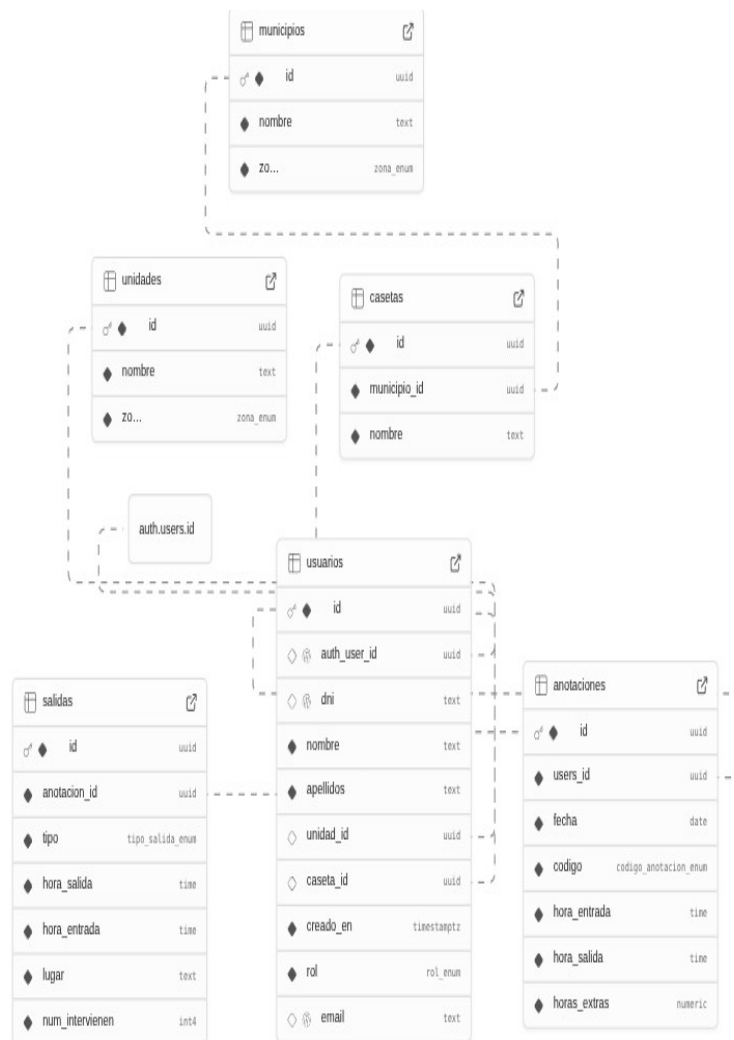 municipios
id uuid
nombre text
zo... zona_enum
unidades
id uuid
nombre text
zo... zona_enum
casetas
id uuid
municipio_id uuid
nombre text
auth.users.id
usuarios
id uuid
auth_user_id uuid
dni text
nombre text
apellidos text
unidad_id uuid
caseta_id uuid
creado_en timestamptz
rol rol_enum
email text
salidas
id uuid
anotacion_id uuid
tipo tipo_salida_enum
hora_salida time
hora_entrada time
lugar text
num_intervienen int4
anotaciones
id uuid
users_id uuid
fecha date
codigo codigo_anotacion_enum
hora_entrada time
hora_salida time
horas_extras numeric